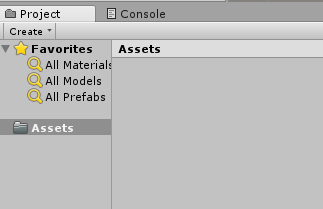 Project Console
Create
Favorites Assets
All Materials
All Models
All Prefabs
Assets